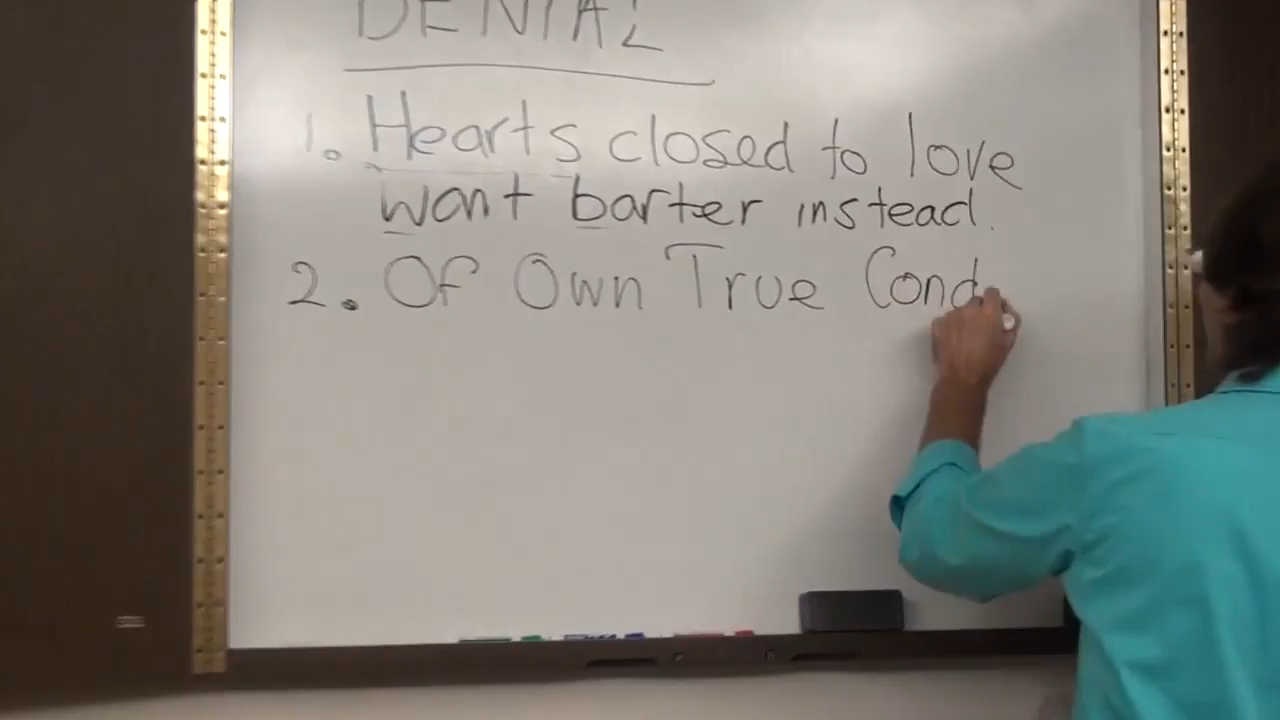 DENIAL
1. Hearts closed to love
want barter instead.
2. Of Own True Cond